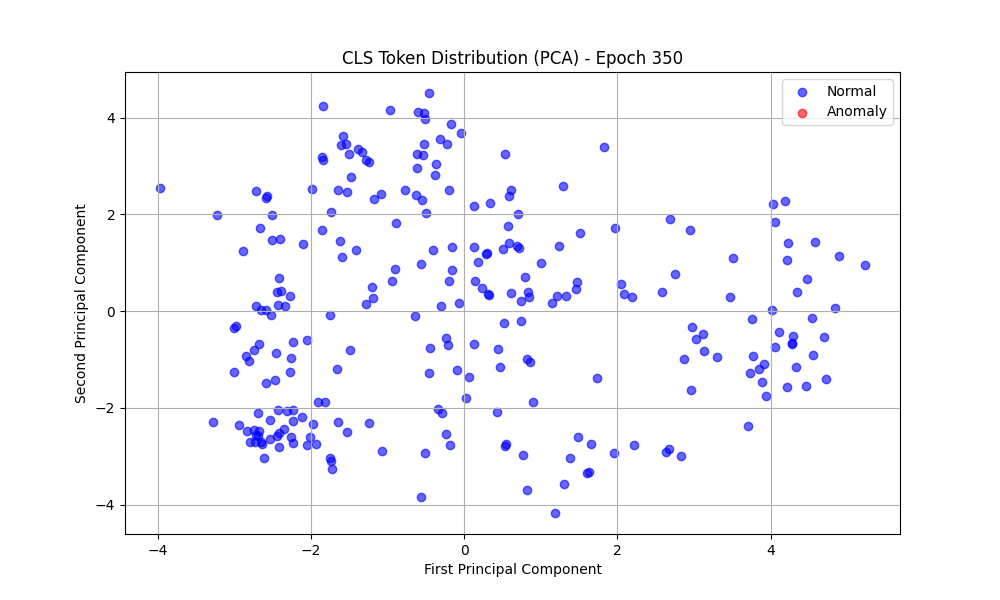 CLS Token Distribution (PCA) - Epoch 350
Normal
Anomaly
Second Principal Component
4
2
0
−2
−4
−4
−2
0
2
4
First Principal Component